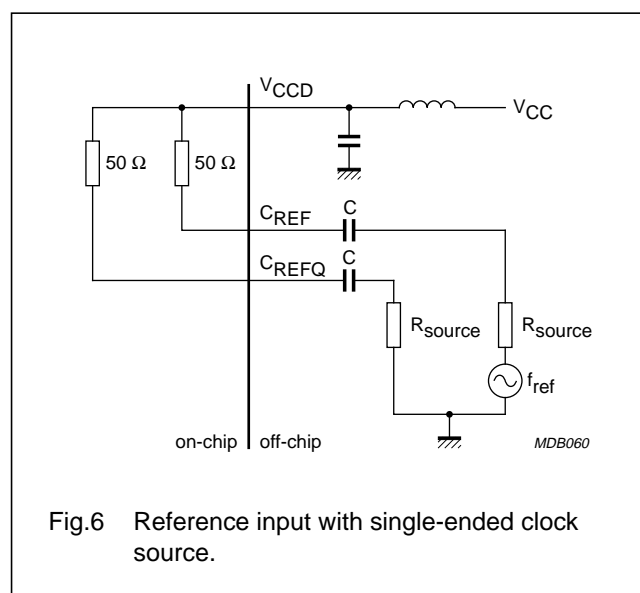 VCCD
VCC
50 Ω
50 Ω
CREF
C
CREFQ
C
Rsource
Rsource
fref
on-chip
off-chip
MDB060
Fig.6 Reference input with single-ended clock
source.